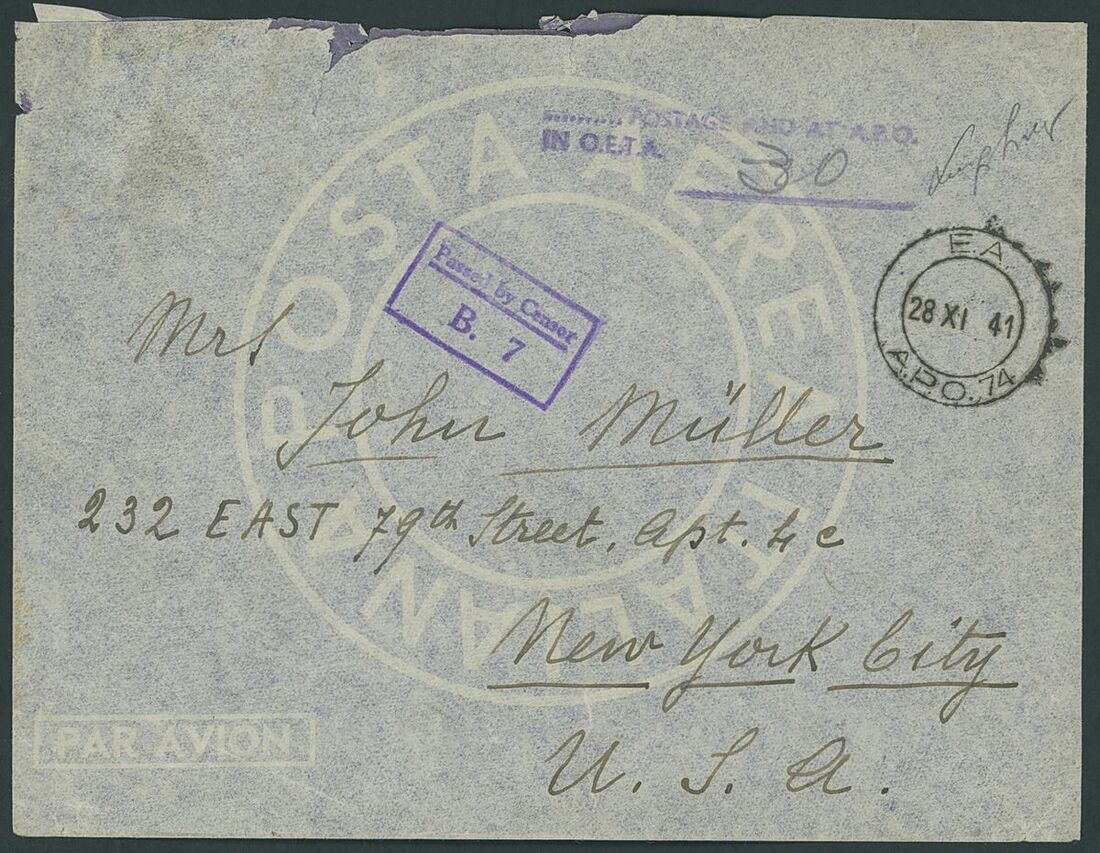 .......... POSTAGE PAID AT A.P.O.
IN O.E.T.A.
30
E.A.
28 XI 41
A.P.O. 74
Passed by Censor
B. 7
POSTA AEREA ITALIANA
Mrs
John Müller
232 EAST 79th Street, Apt. 4c
New York City
U. S. A.
PAR AVION